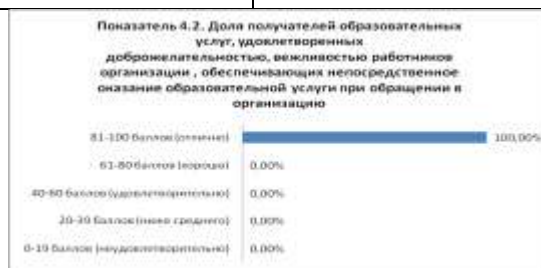 Показатель 4.2. Доля получателей образовательных
услуг, удовлетворенных
доброжелательностью, вежливостью работников
организации , обеспечивающих непосредственное
оказание образовательной услуги при обращении в
организацию
81-100 баллов (отлично)
100,00%
61-80 баллов (хорошо)
0,00%
40-60 баллов (удовлетворительно)
0,00%
20-39 баллов (ниже среднего)
0,00%
0-19 баллов (неудовлетворительно)
0,00%